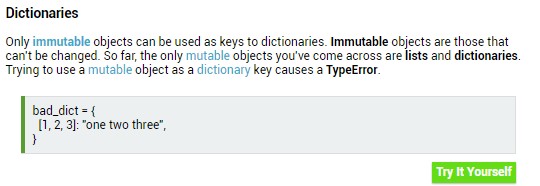 Dictionaries
Only immutable objects can be used as keys to dictionaries. Immutable objects are those that
can't be changed. So far, the only mutable objects you've come across are lists and dictionaries.
Trying to use a mutable object as a dictionary key causes a TypeError.
bad_dict = {
[1, 2, 3]: "one two three",
}
Try It Yourself